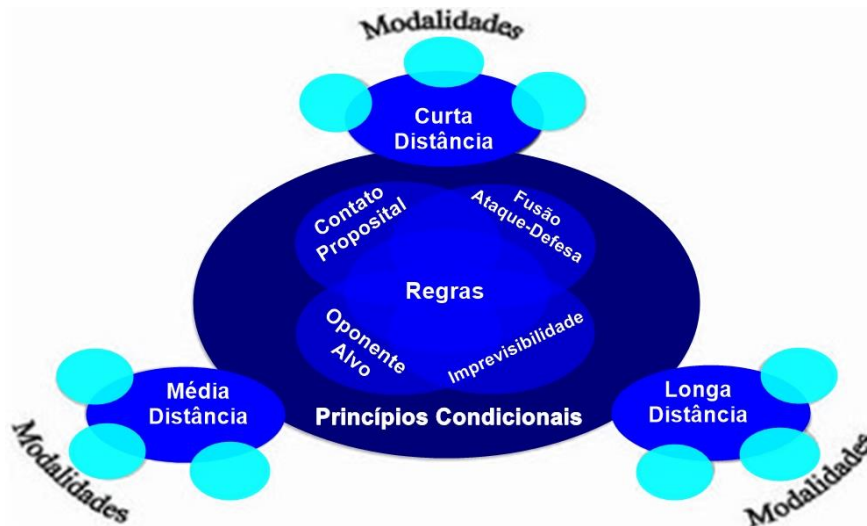 Modalidades
Curta
Distância
Contato
Proposital
Fusão
Ataque-Defesa
Regras
Oponente
Alvo
Imprevisibilidade
Princípios Condicionais
Média
Distância
Modalidades
Longa
Distância
Modalidades